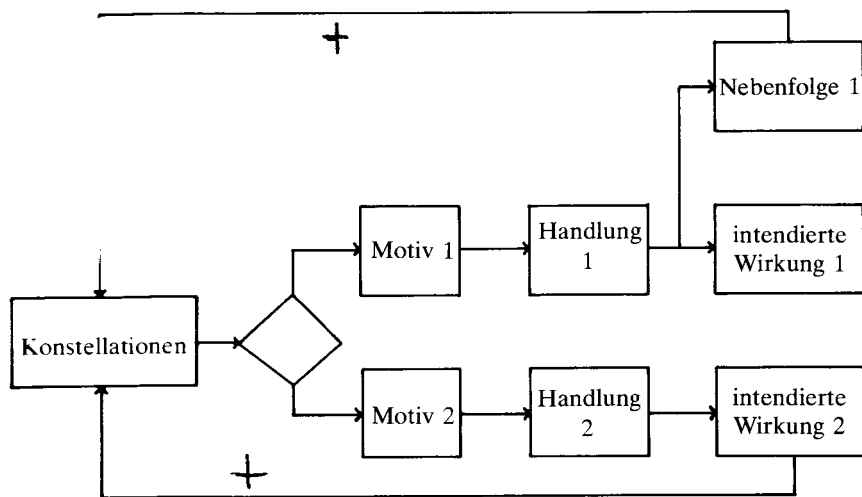 +
Nebenfolge 1
Motiv 1
Handlung
1
intendierte
Wirkung 1
Konstellationen
Motiv 2
Handlung
2
intendierte
Wirkung 2
+